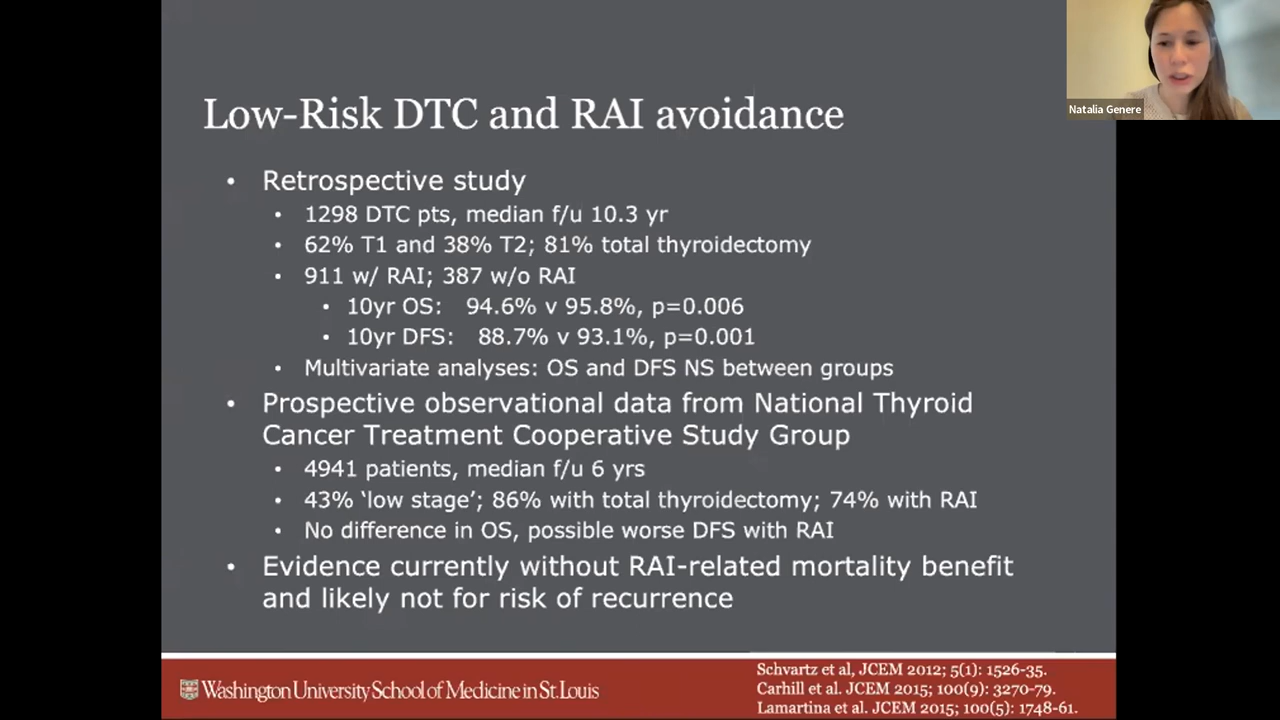 Natalia Genere
Low-Risk DTC and RAI avoidance
• Retrospective study
• 1298 DTC pts, median f/u 10.3 yr
• 62% T1 and 38% T2; 81% total thyroidectomy
• 911 w/ RAI; 387 w/o RAI
• 10yr OS: 94.6% v 95.8%, p=0.006
• 10yr DFS: 88.7% v 93.1%, p=0.001
• Multivariate analyses: OS and DFS NS between groups
• Prospective observational data from National Thyroid
Cancer Treatment Cooperative Study Group
• 4941 patients, median f/u 6 yrs
• 43% ‘low stage’; 86% with total thyroidectomy; 74% with RAI
• No difference in OS, possible worse DFS with RAI
• Evidence currently without RAI-related mortality benefit
and likely not for risk of recurrence
Washington University School of Medicine in St. Louis
Schvartz et al, JCEM 2012; 5(1): 1526-35.
Carhill et al. JCEM 2015; 100(9): 3270-79.
Lamartina et al. JCEM 2015; 100(5): 1748-61.